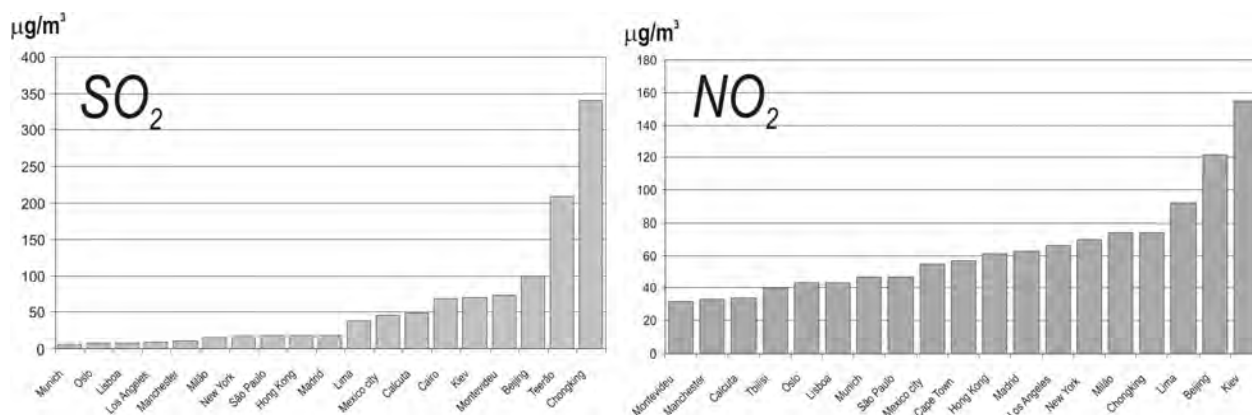 μg/m³
400
350
300
250
200
150
100
50
0
SO₂
Munich
Oslo
Lisboa
Los Angeles
Manchester
Milão
New York
São Paulo
Hong Kong
Madrid
Lima
Mexico city
Calcuta
Cairo
Kiev
Montevideu
Beijing
Teerão
Chongking
μg/m³
180
160
140
120
100
80
60
40
20
0
NO₂
Montevideu
Manchester
Calcuta
Tbilisi
Oslo
Lisboa
Munich
São Paulo
Mexico city
Cape Town
Hong Kong
Madrid
Los Angeles
New York
Milão
Chongking
Lima
Beijing
Kiev